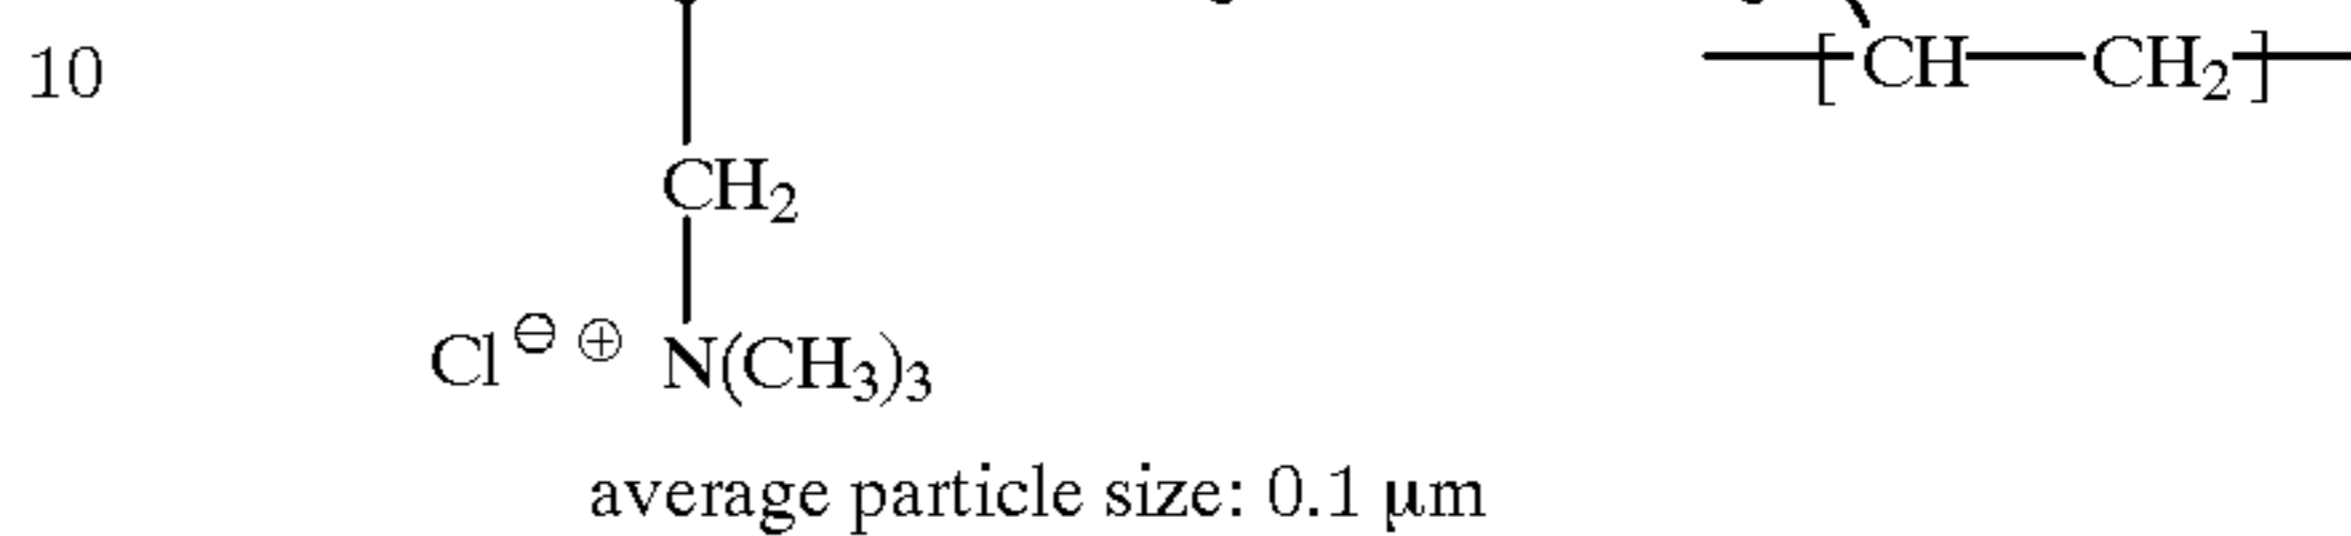 10
[CH—CH₂]
CH₂
Cl⊖ ⊕ N(CH₃)₃
average particle size: 0.1 μm